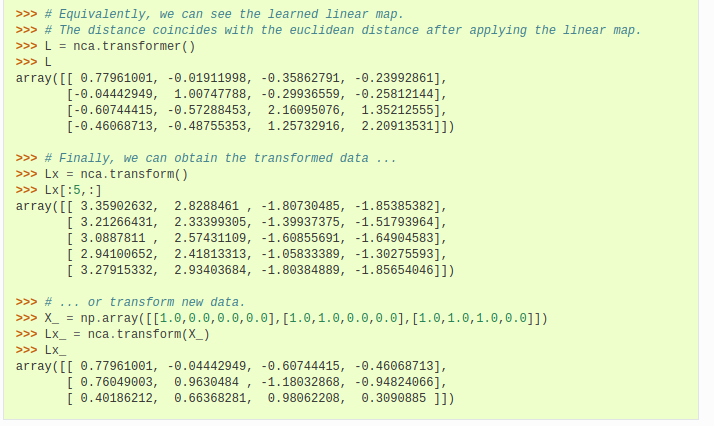 >>> # Equivalently, we can see the learned linear map.
>>> # The distance coincides with the euclidean distance after applying the linear map.
>>> L = nca.transformer()
>>> L
array([[ 0.77961001, -0.01911998, -0.35862791, -0.23992861],
       [-0.04442949,  1.00747788, -0.29936559, -0.25812144],
       [-0.60744415, -0.57288453,  2.16095076,  1.35212555],
       [-0.46068713, -0.48755353,  1.25732916,  2.20913531]])
>>> # Finally, we can obtain the transformed data ...
>>> Lx = nca.transform()
>>> Lx[:5,:]
array([[ 3.35902632,  2.8288461 , -1.80730485, -1.85385382],
       [ 3.21266431,  2.33399305, -1.39937375, -1.51793964],
       [ 3.0887811 ,  2.57431109, -1.60855691, -1.64904583],
       [ 2.94100652,  2.41813313, -1.05833389, -1.30275593],
       [ 3.27915332,  2.93403684, -1.80384889, -1.85654046]])
>>> # ... or transform new data.
>>> X_ = np.array([[1.0,0.0,0.0,0.0],[1.0,1.0,0.0,0.0],[1.0,1.0,1.0,0.0]])
>>> Lx_ = nca.transform(X_)
>>> Lx_
array([[ 0.77961001, -0.04442949, -0.60744415, -0.46068713],
       [ 0.76049003,  0.9630484 , -1.18032868, -0.94824066],
       [ 0.40186212,  0.66368281,  0.98062208,  0.3090885 ]])